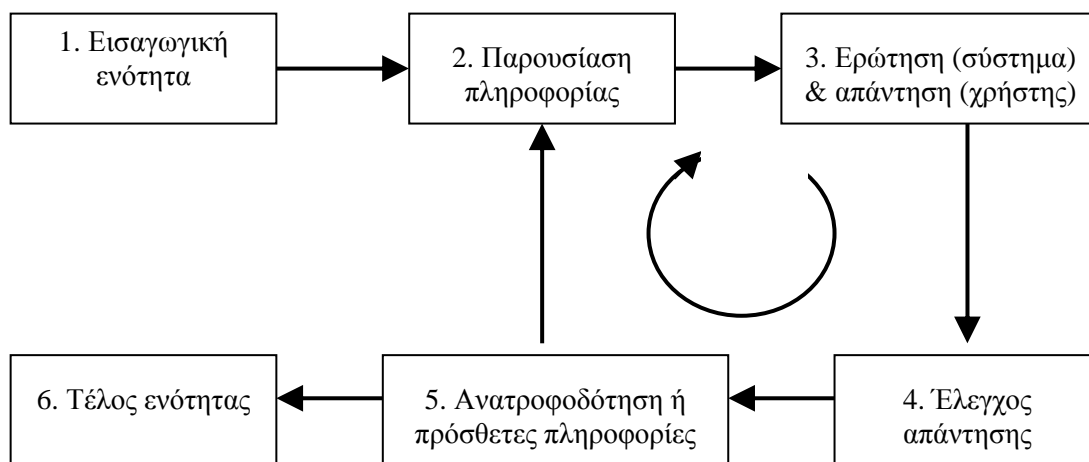 1. Εισαγωγική
ενότητα
2. Παρουσίαση
πληροφορίας
3. Ερώτηση (σύστημα)
& απάντηση (χρήστης)
6. Τέλος ενότητας
5. Ανατροφοδότηση ή
πρόσθετες πληροφορίες
4. Έλεγχος
απάντησης